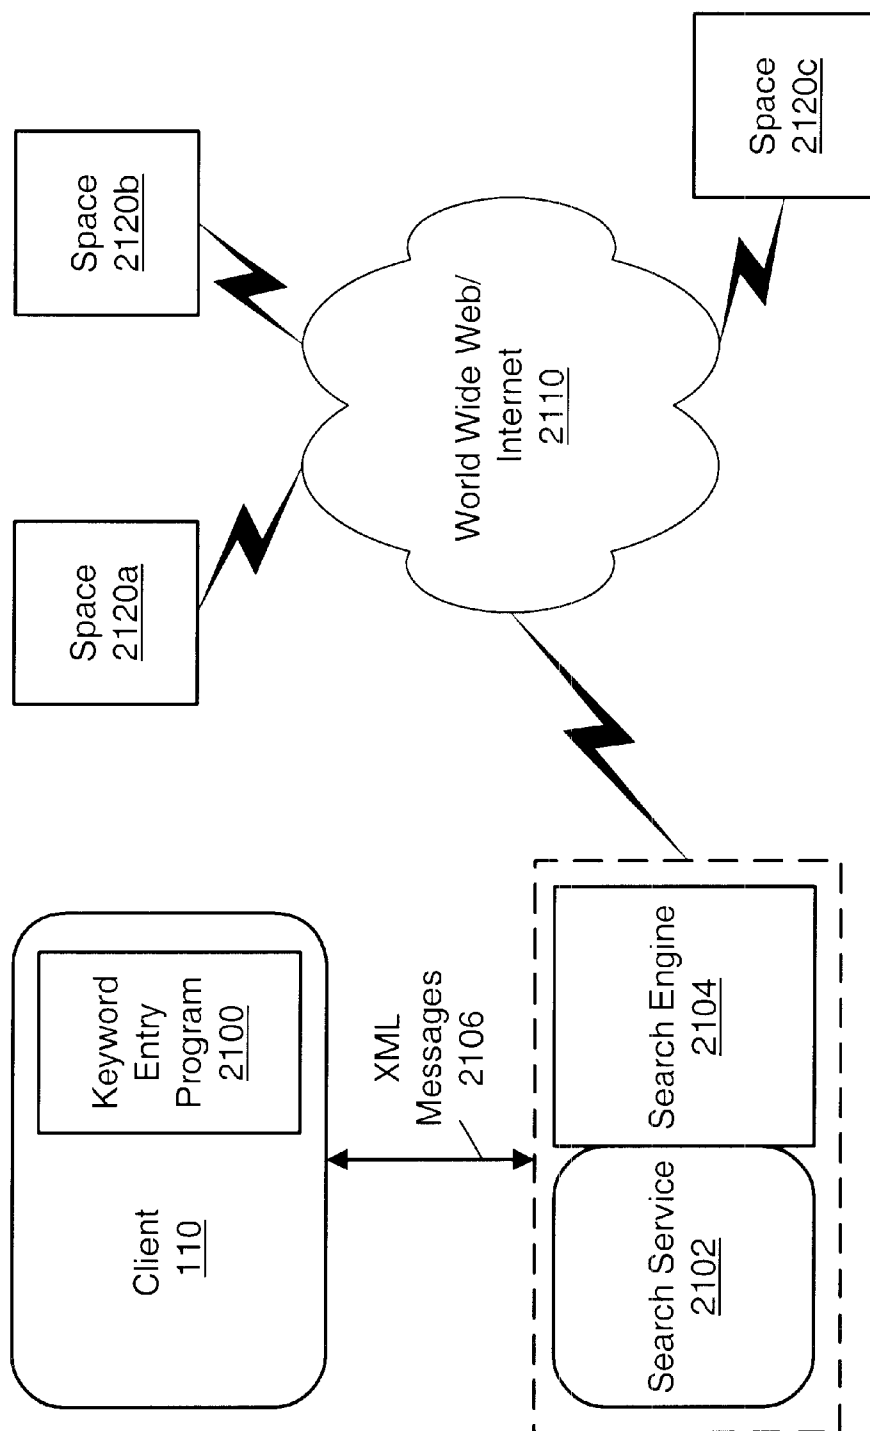 Client
110
Keyword
Entry
Program
2100
XML
Messages
2106
Search Service
2102
Search Engine
2104
World Wide Web/
Internet
2110
Space
2120a
Space
2120b
Space
2120c